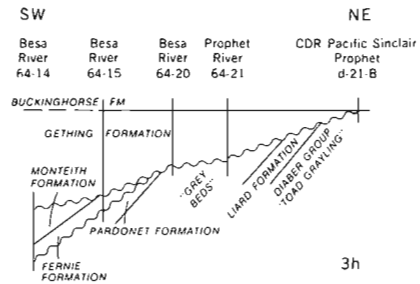 SW
NE
Besa
River
64-14
Besa
River
64-15
Besa
River
64-20
Prophet
River
64-21
CDR Pacific Sinclair
Prophet
d-21-B
BUCKINGHORSE FM
GETHING FORMATION
MONTEITH
FORMATION
"GREY
BEDS"
LIARD FORMATION
DIABER GROUP
"TOAD GRAYLING"
PARDONET FORMATION
FERNIE
FORMATION
3h